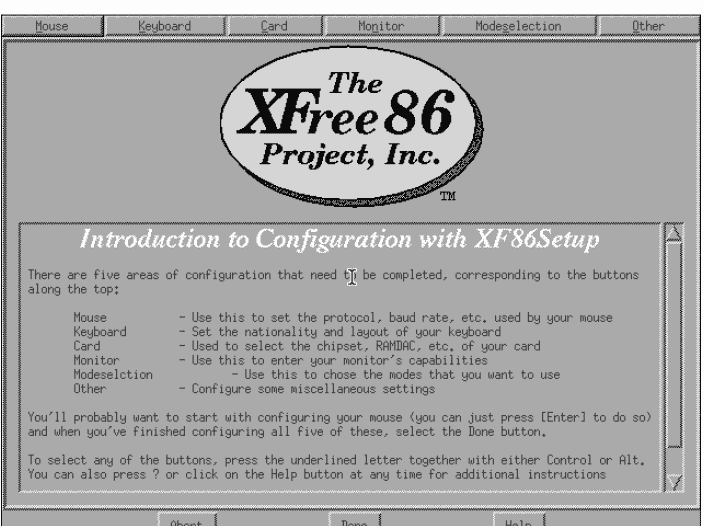 Mouse Keyboard Card Monitor Modeselection Other
The
XFree86
Project, Inc.
TM
Introduction to Configuration with XF86Setup
There are five areas of configuration that need to be completed, corresponding to the buttons
along the top:
Mouse - Use this to set the protocol, baud rate, etc. used by your mouse
Keyboard - Set the nationality and layout of your keyboard
Card - Used to select the chipset, RAMDAC, etc. of your card
Monitor - Use this to enter your monitor's capabilities
Modeselction - Use this to chose the modes that you want to use
Other - Configure some miscellaneous settings
You'll probably want to start with configuring your mouse (you can just press [Enter] to do so)
and when you've finished configuring all five of these, select the Done button.
To select any of the buttons, press the underlined letter together with either Control or Alt.
You can also press ? or click on the Help button at any time for additional instructions
Abort Done Help